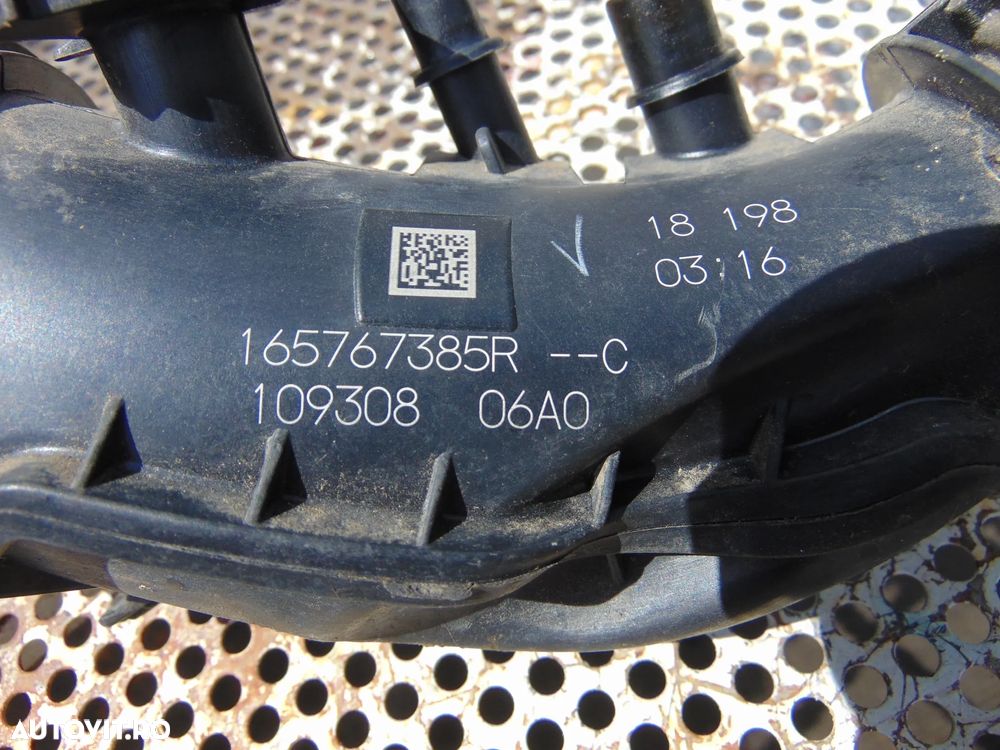 18 198
03:16
165767385R --C
109308 06A0
AUTOVIT.RO